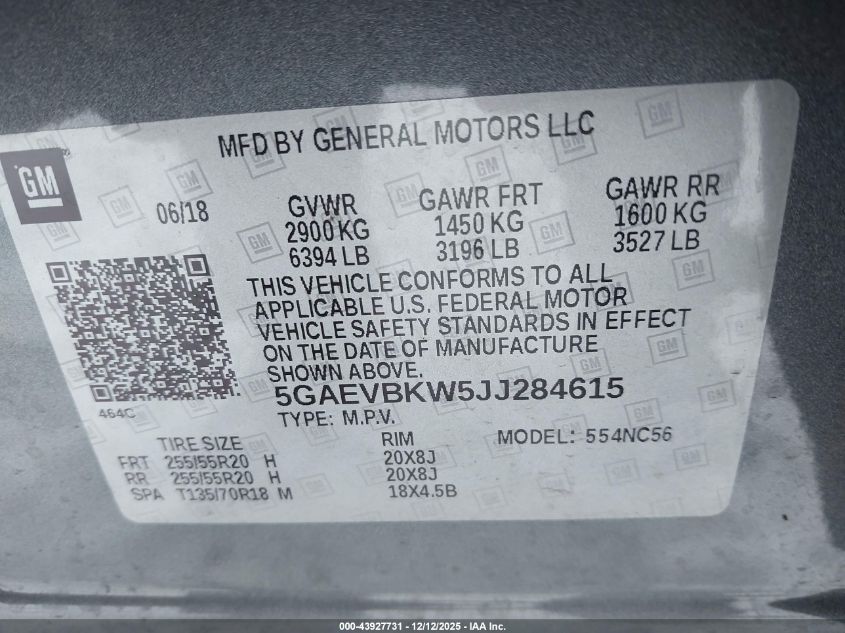 MFD BY GENERAL MOTORS LLC
GM
06/18
GVWR
2900 KG
6394 LB
GAWR FRT
1450 KG
3196 LB
GAWR RR
1600 KG
3527 LB
THIS VEHICLE CONFORMS TO ALL
APPLICABLE U.S. FEDERAL MOTOR
VEHICLE SAFETY STANDARDS IN EFFECT
ON THE DATE OF MANUFACTURE
SHOWN ABOVE.
5GAEVBKW5JJ284615
464C
TYPE: M.P.V.
TIRE SIZE RIM MODEL: 554NC56
FRT 255/55R20 H 20X8J
RR 255/55R20 H 20X8J
SPA T135/70R18 M 18X4.5B
000-43927731 - 12/12/2025 - IAA Inc.